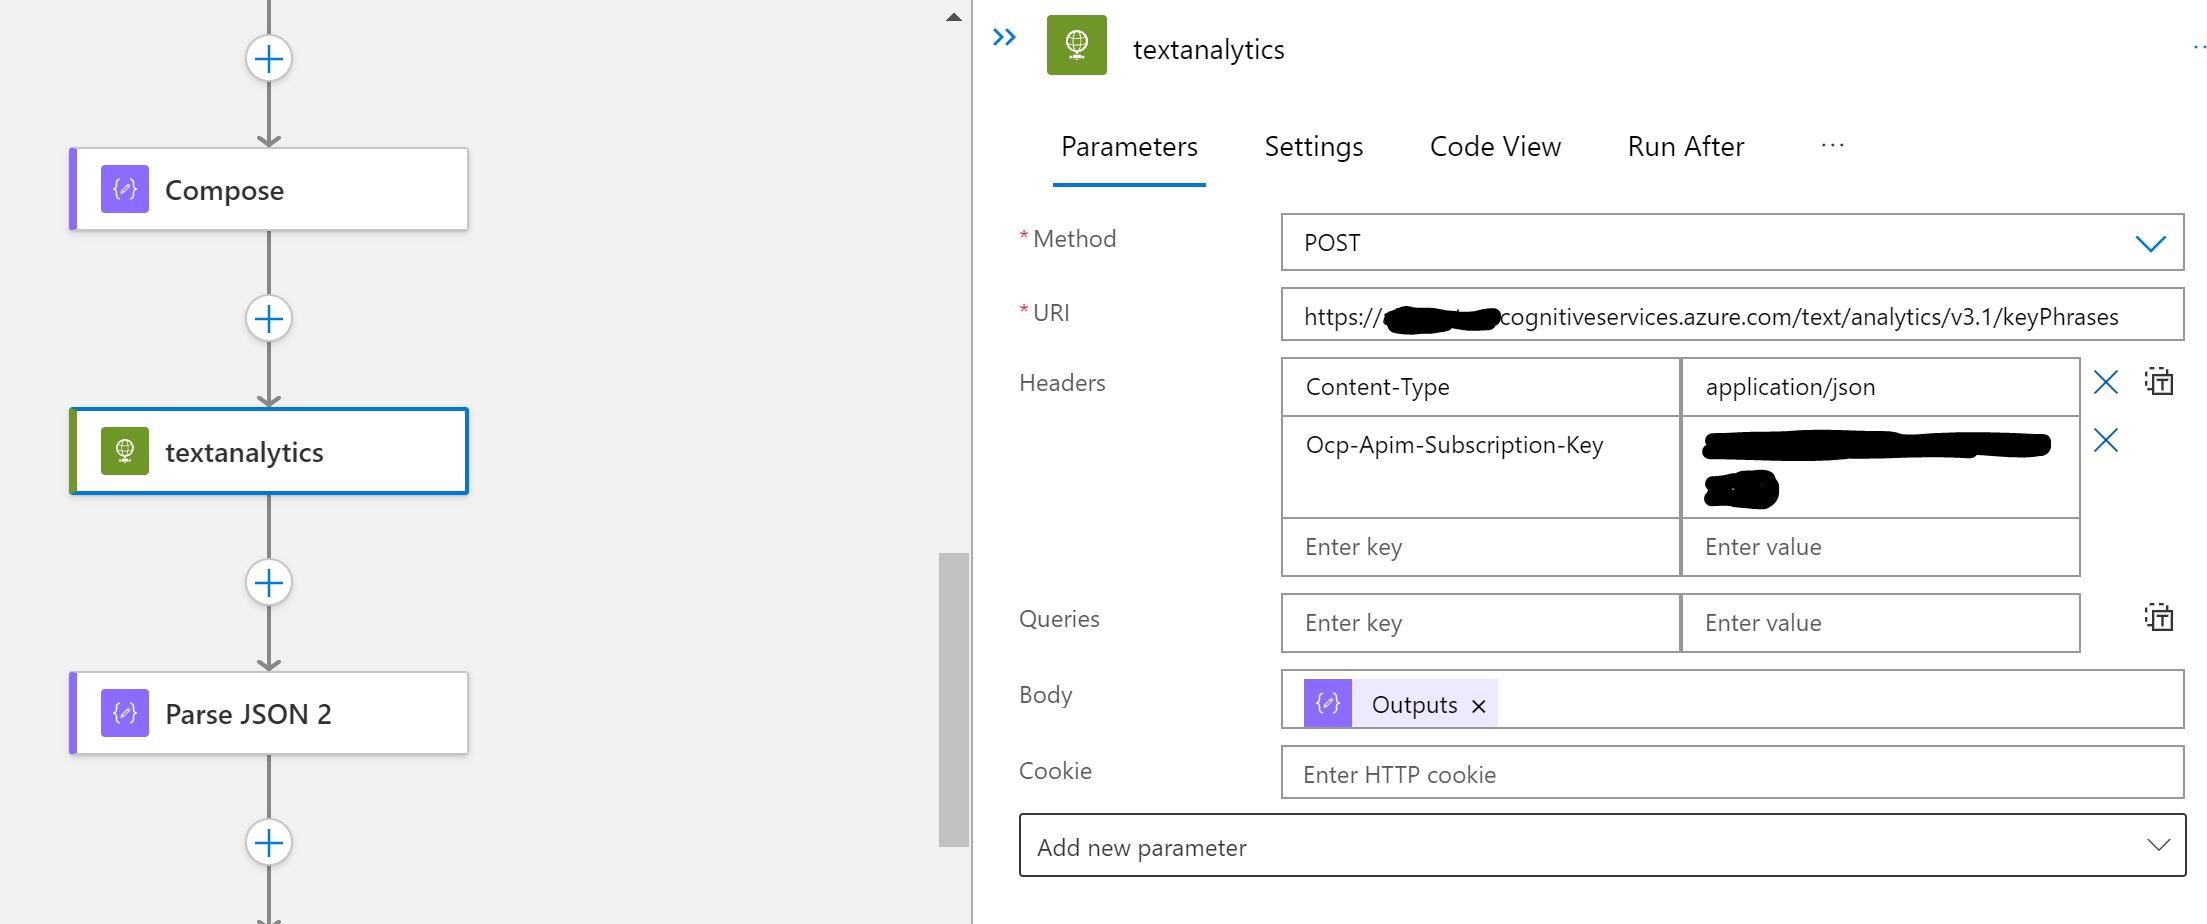 Compose
textanalytics
Parse JSON 2
textanalytics
Parameters Settings Code View Run After ...
* Method POST
* URI https:// cognitiveservices.azure.com/text/analytics/v3.1/keyPhrases
Headers Content-Type application/json
Ocp-Apim-Subscription-Key
Enter key Enter value
Queries Enter key Enter value
Body Outputs ×
Cookie Enter HTTP cookie
Add new parameter